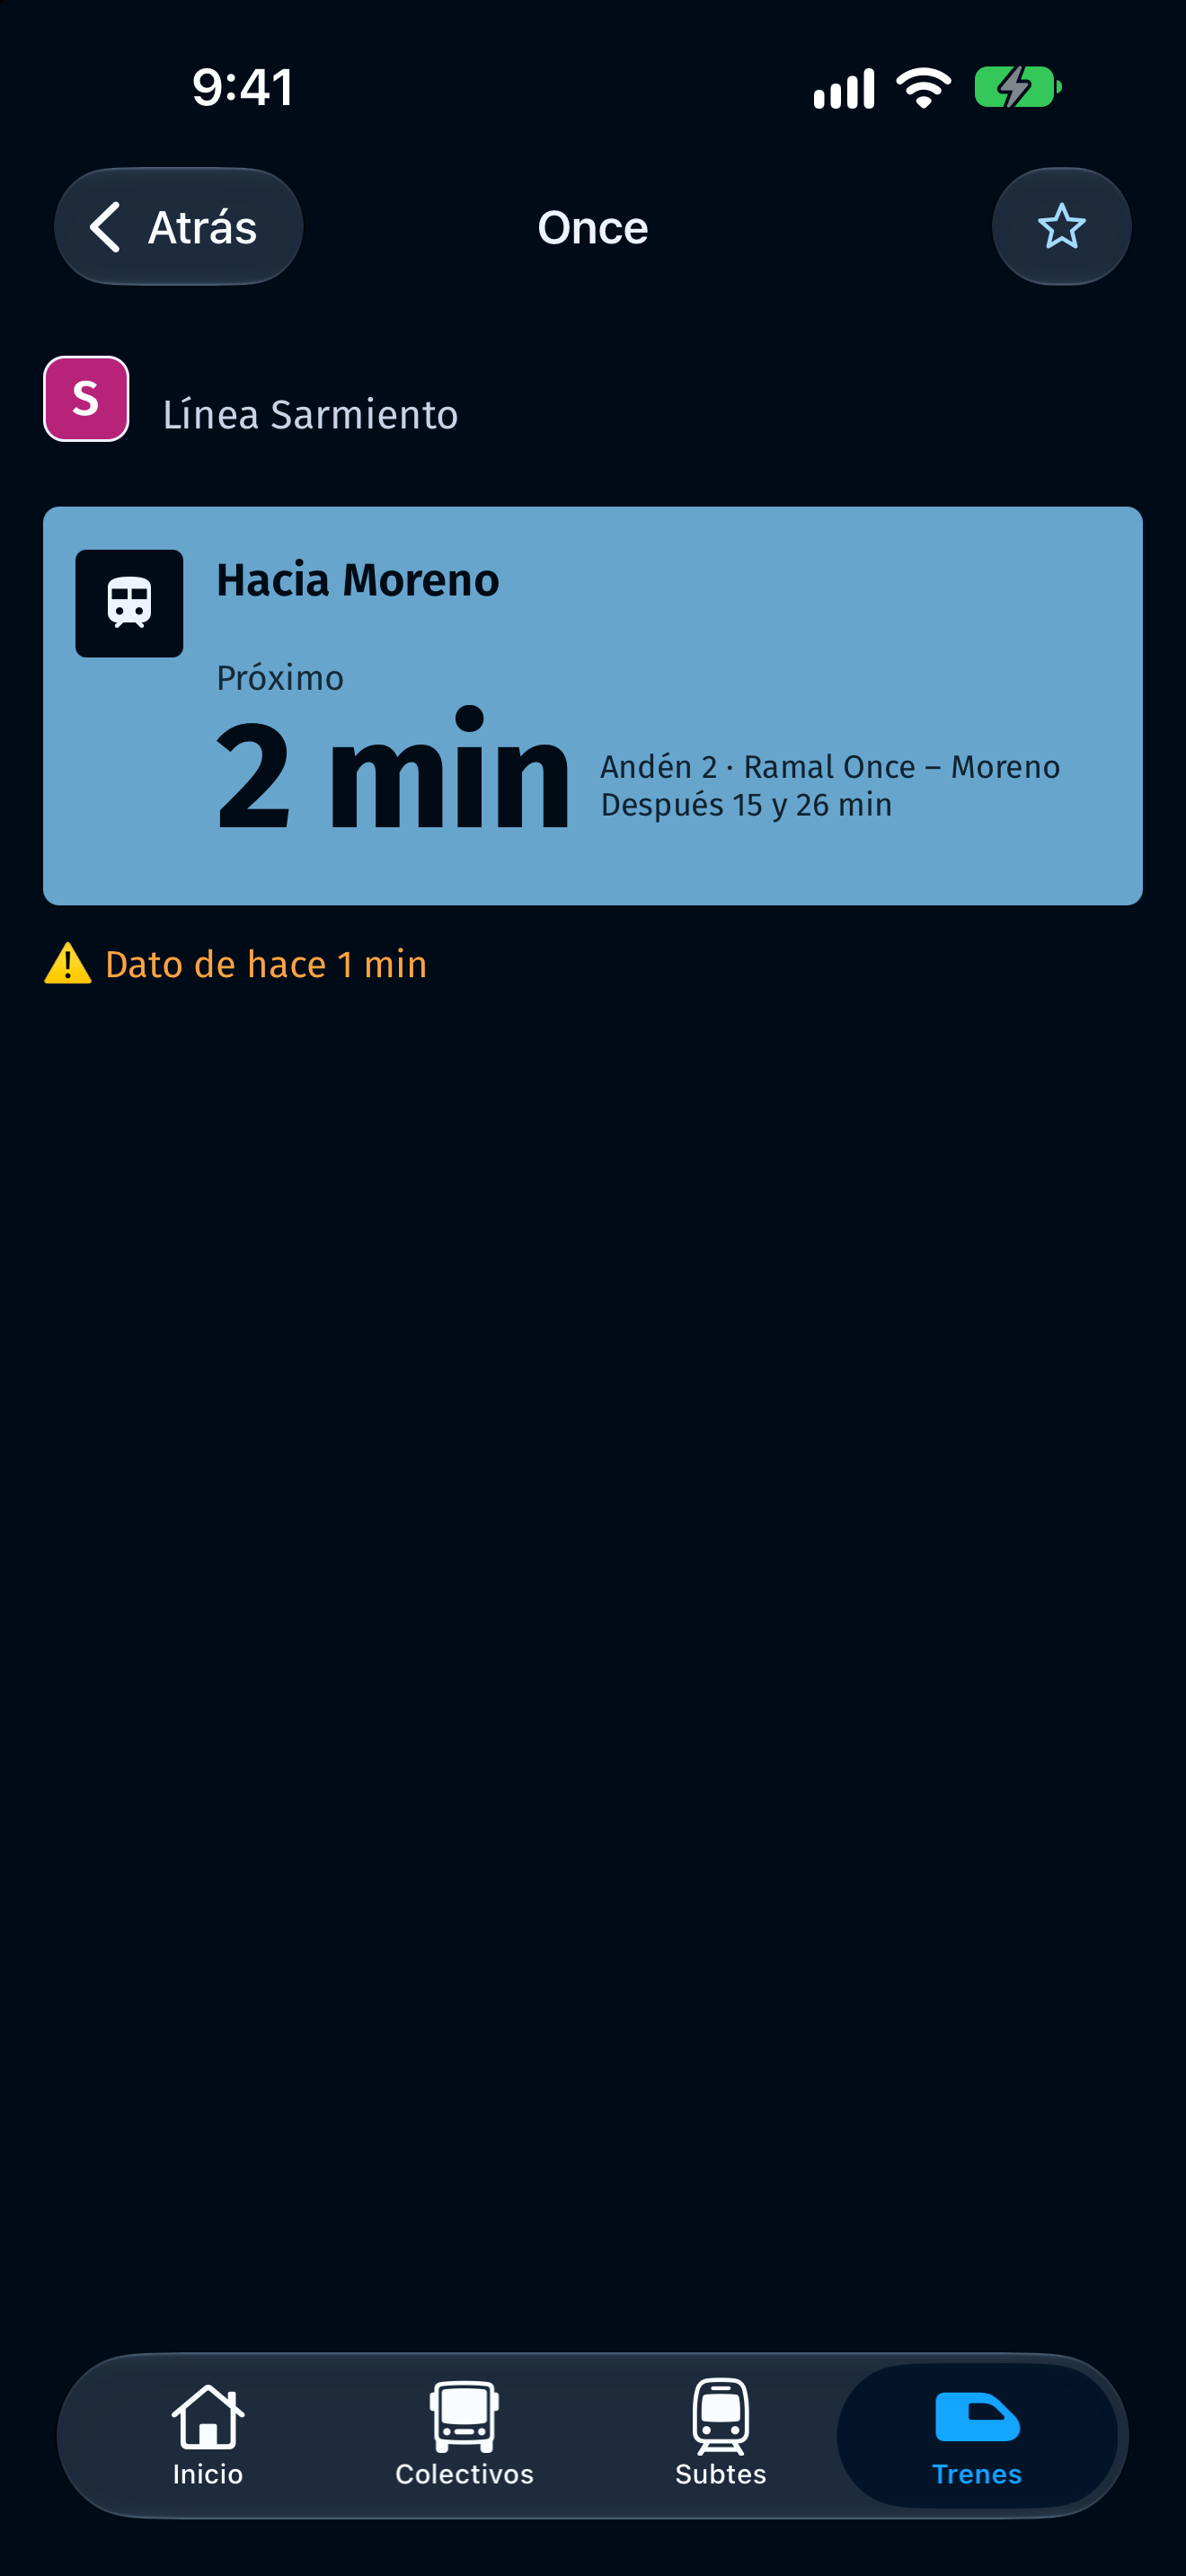 9:41
Atrás
Once
S
Línea Sarmiento
Hacia Moreno
Próximo
2 min
Andén 2 · Ramal Once – Moreno
Después 15 y 26 min
⚠️ Dato de hace 1 min
Inicio
Colectivos
Subtes
Trenes